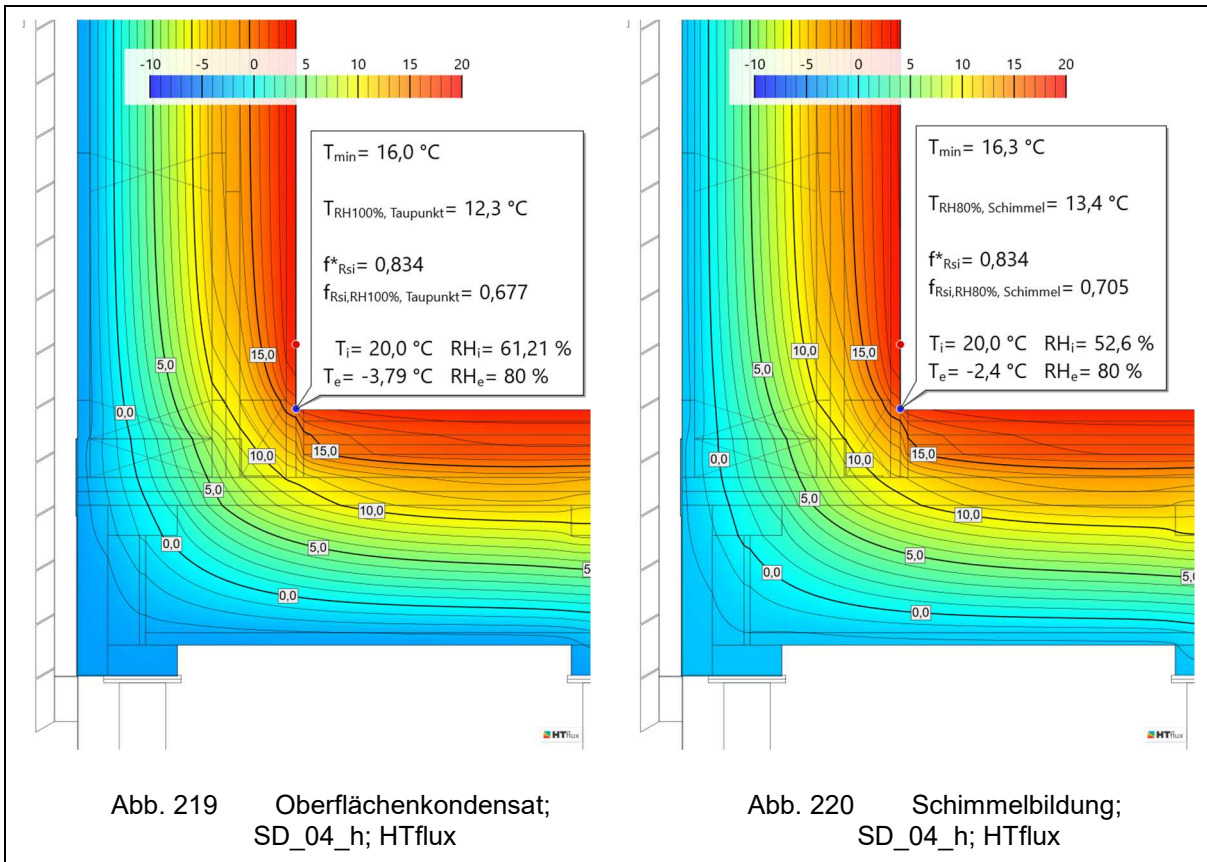 -10 -5 0 5 10 15 20
Tmin= 16,0 °C
TRH100%, Taupunkt= 12,3 °C
f*Rsi= 0,834
fRsi,RH100%, Taupunkt= 0,677
Ti= 20,0 °C RHi= 61,21 %
Te= -3,79 °C RHe= 80 %
5,0
15,0
0,0
10,0
15,0
5,0
10,0
0,0
5,0
5
0,0
HTflux
Abb. 219 Oberflächenkondensat;
SD_04_h; HTflux
-10 -5 0 5 10 15 20
Tmin= 16,3 °C
TRH80%, Schimmel= 13,4 °C
f*Rsi= 0,834
fRsi,RH80%, Schimmel= 0,705
Ti= 20,0 °C RHi= 52,6 %
Te= -2,4 °C RHe= 80 %
10,0
15,0
5,0
15,0
0,0
10,0
5,0
10,0
5,0
0,0
5,0
0,0
HTflux
Abb. 220 Schimmelbildung;
SD_04_h; HTflux